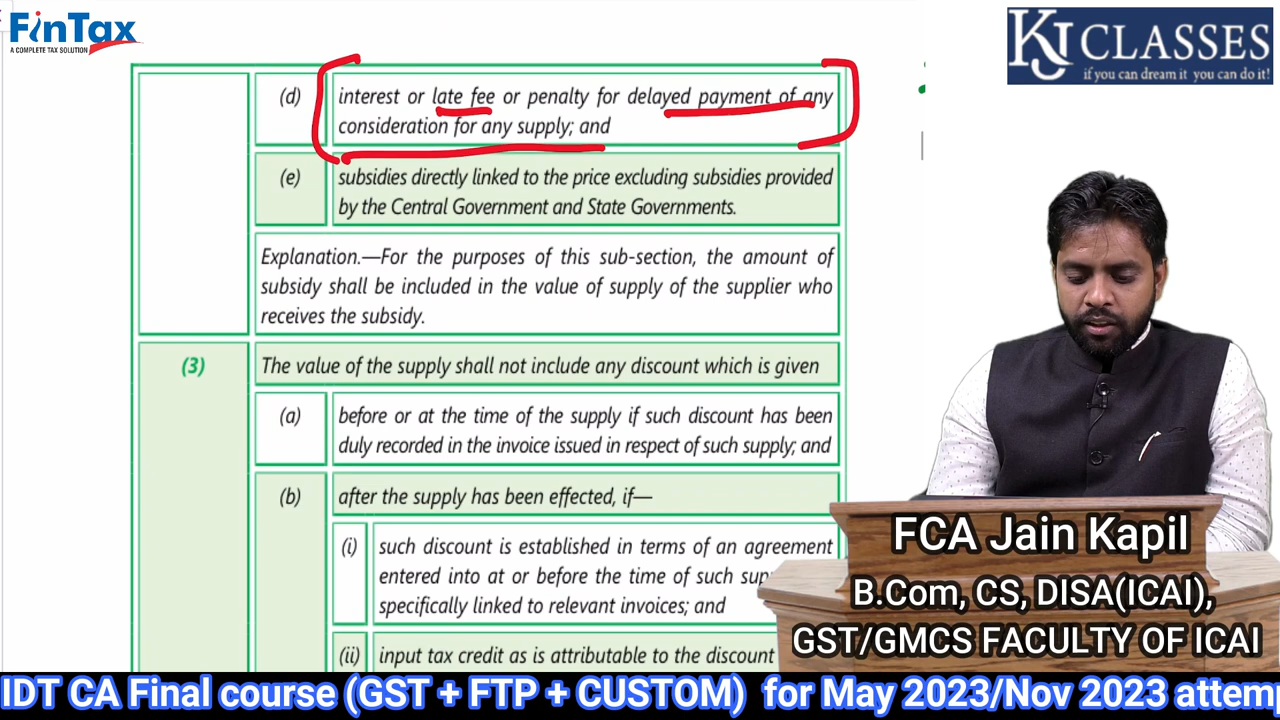 FinTax
A COMPLETE TAX SOLUTION
KJ CLASSES
if you can dream it you can do it!
(d) interest or late fee or penalty for delayed payment of any
consideration for any supply; and
(e) subsidies directly linked to the price excluding subsidies provided
by the Central Government and State Governments.
Explanation.—For the purposes of this sub-section, the amount of
subsidy shall be included in the value of supply of the supplier who
receives the subsidy.
(3) The value of the supply shall not include any discount which is given
(a) before or at the time of the supply if such discount has been
duly recorded in the invoice issued in respect of such supply; and
(b) after the supply has been effected, if—
(i) such discount is established in terms of an agreement
entered into at or before the time of such
specifically linked to relevant invoices; and
(ii) input tax credit as is attributable to the discount
FCA Jain Kapil
B.Com, CS, DISA(ICAI),
GST/GMCS FACULTY OF ICAI
IDT CA Final course (GST + FTP + CUSTOM) for May 2023/Nov 2023